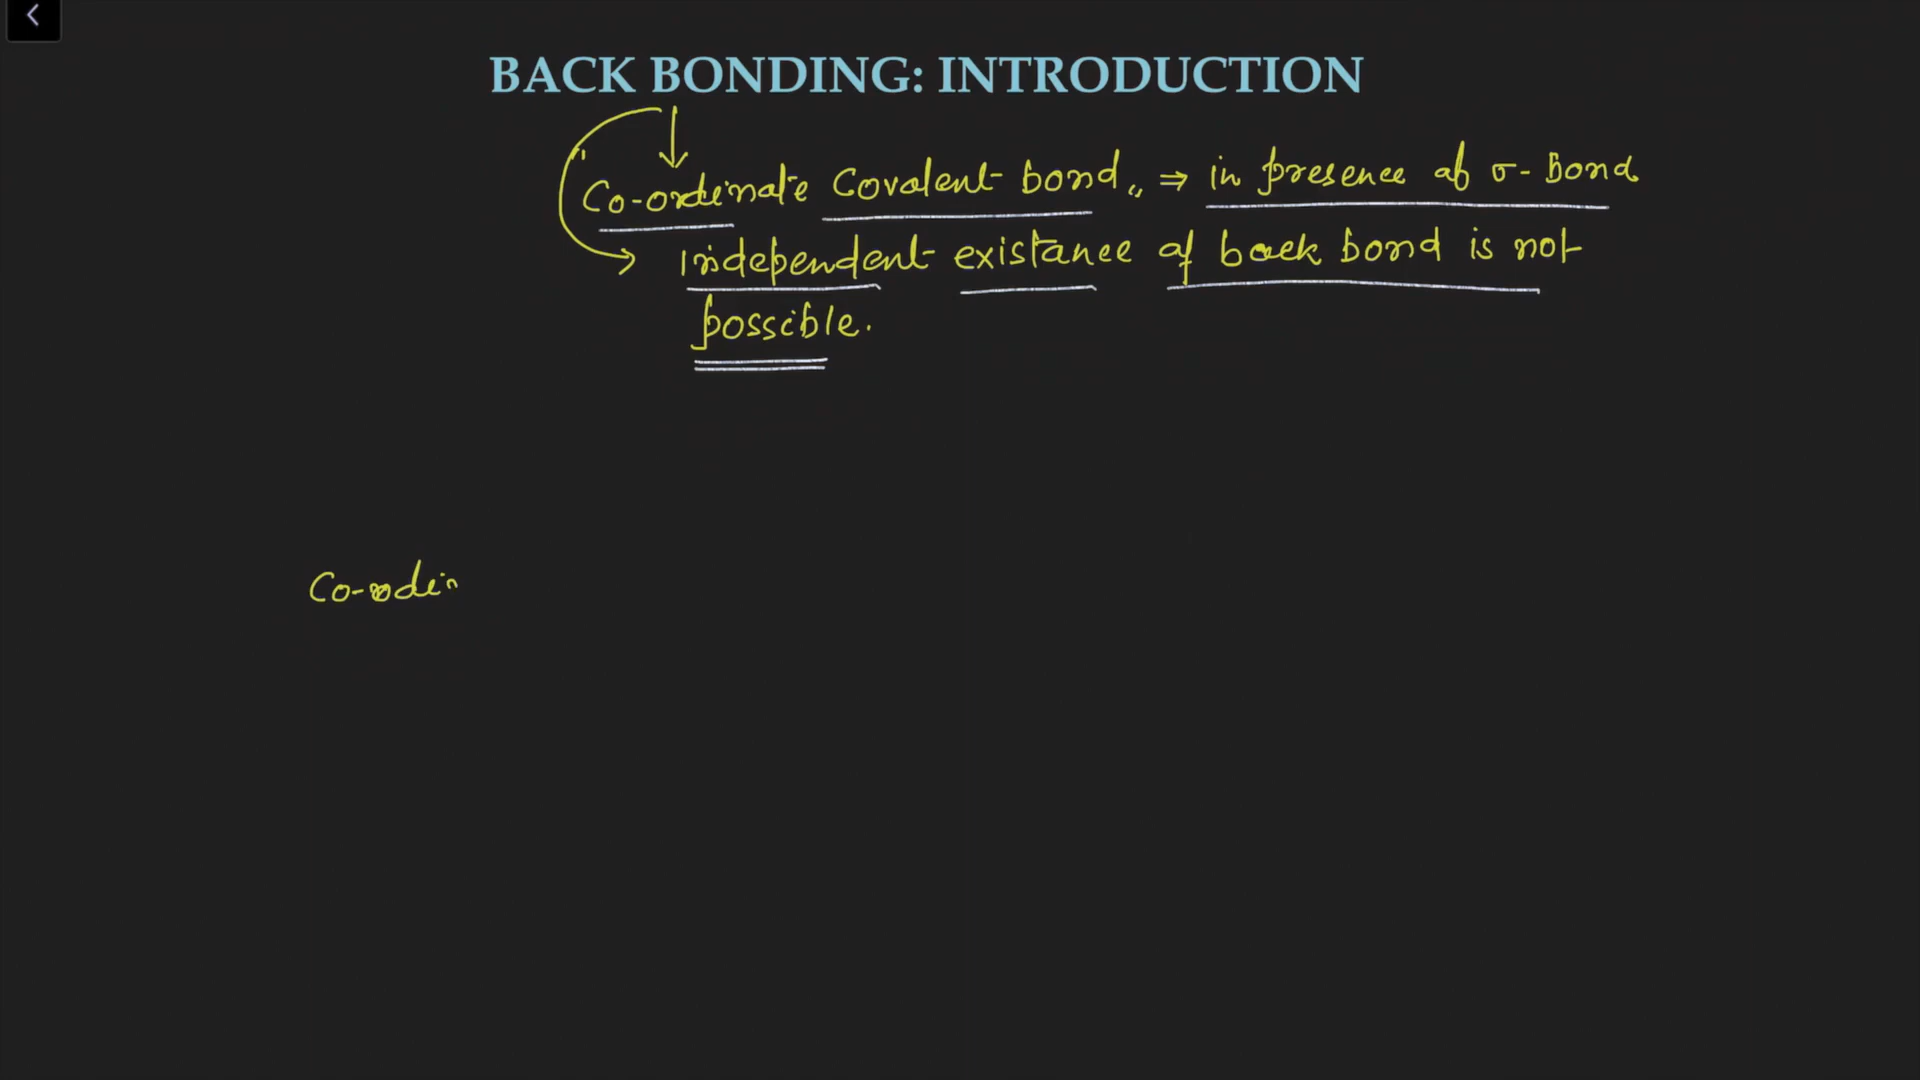 BACK BONDING: INTRODUCTION
"Co-ordinate Covalent bond" ⇒ in presence of σ-Bond
Independent existance of back bond is not
possible.
Co-odin